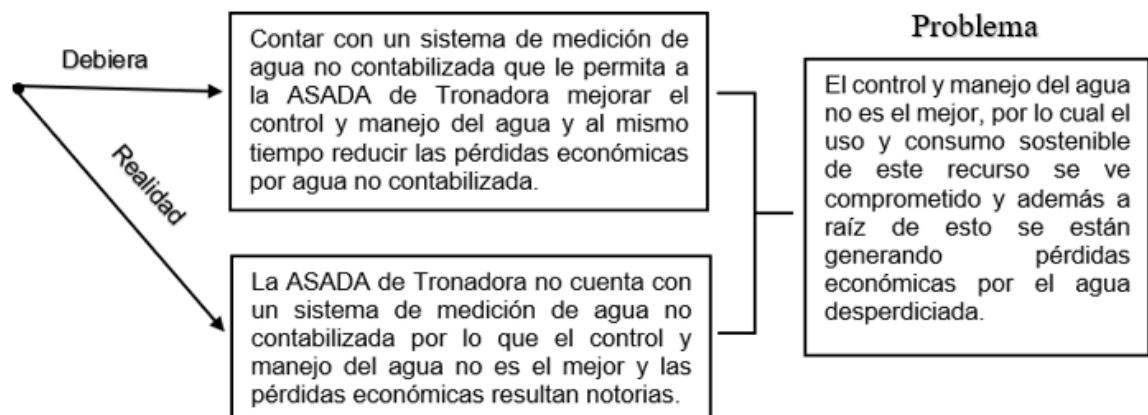 Debiera
Contar con un sistema de medición de
agua no contabilizada que le permita a
la ASADA de Tronadora mejorar el
control y manejo del agua y al mismo
tiempo reducir las pérdidas económicas
por agua no contabilizada.
Realidad
La ASADA de Tronadora no cuenta con
un sistema de medición de agua no
contabilizada por lo que el control y
manejo del agua no es el mejor y las
pérdidas económicas resultan notorias.
Problema
El control y manejo del agua
no es el mejor, por lo cual el
uso y consumo sostenible
de este recurso se ve
comprometido y además a
raíz de esto se están
generando pérdidas
económicas por el agua
desperdiciada.